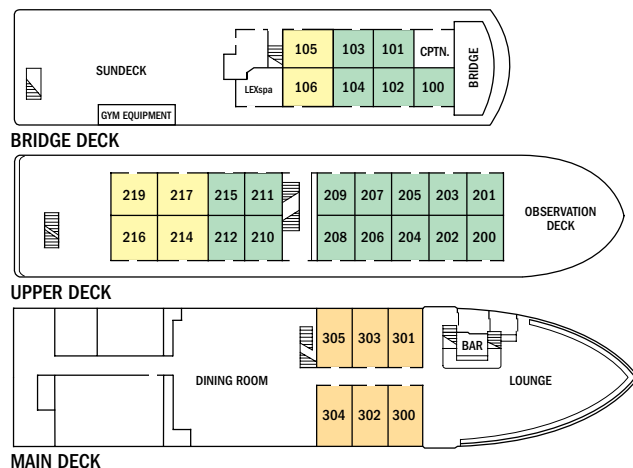 105 103 101 CPTN.
SUNDECK
BRIDGE
LEXspa 106 104 102 100
GYM EQUIPMENT
BRIDGE DECK
219 217 215 211 209 207 205 203 201
OBSERVATION
DECK
216 214 212 210 208 206 204 202 200
UPPER DECK
305 303 301 BAR
DINING ROOM LOUNGE
304 302 300
MAIN DECK